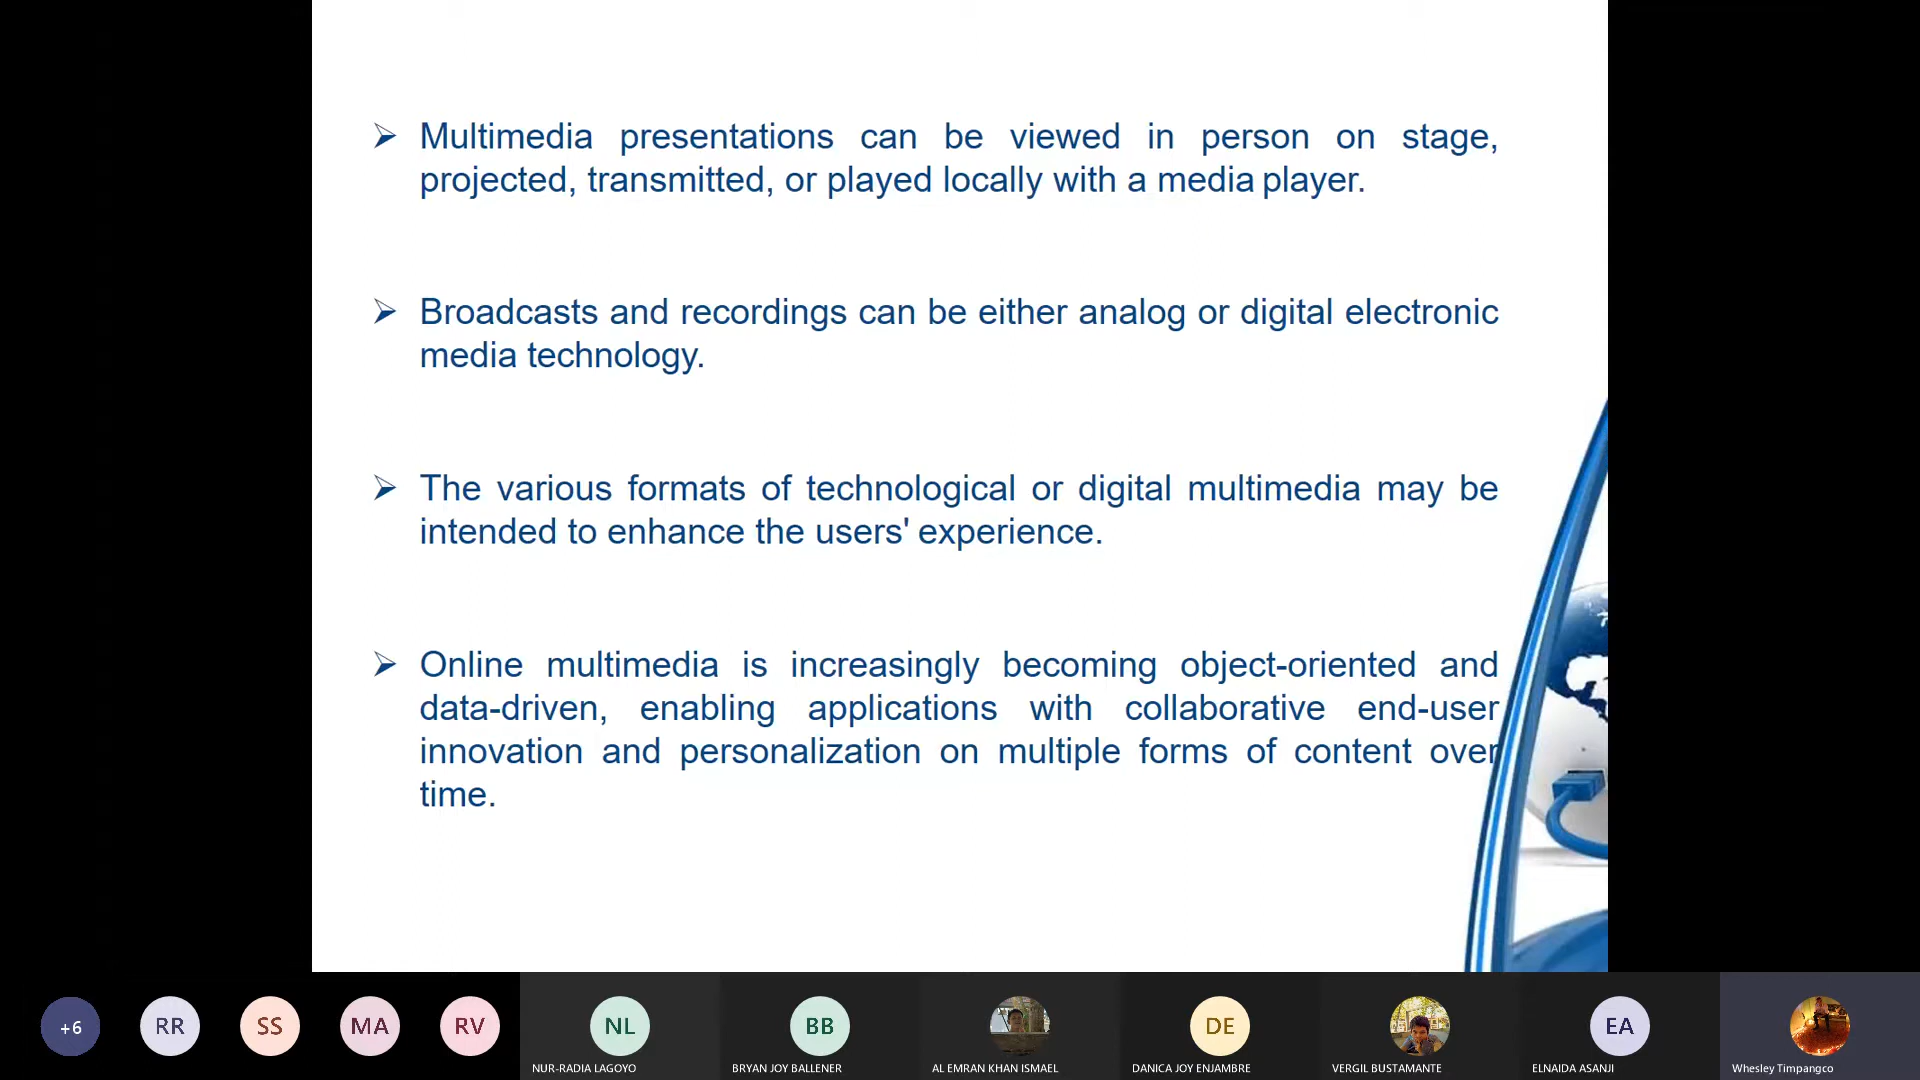 Multimedia presentations can be viewed in person on stage,
projected, transmitted, or played locally with a media player.
Broadcasts and recordings can be either analog or digital electronic
media technology.
The various formats of technological or digital multimedia may be
intended to enhance the users' experience.
Online multimedia is increasingly becoming object-oriented and
data-driven, enabling applications with collaborative end-user
innovation and personalization on multiple forms of content over
time.
+6
RR
SS
MA
RV
NL
NUR-RADIA LAGOYO
BB
BRYAN JOY BALLENER
AL EMRAN KHAN ISMAEL
DE
DANICA JOY ENJAMBRE
VERGIL BUSTAMANTE
EA
ELNAIDA ASANJI
Whesley Timpangco